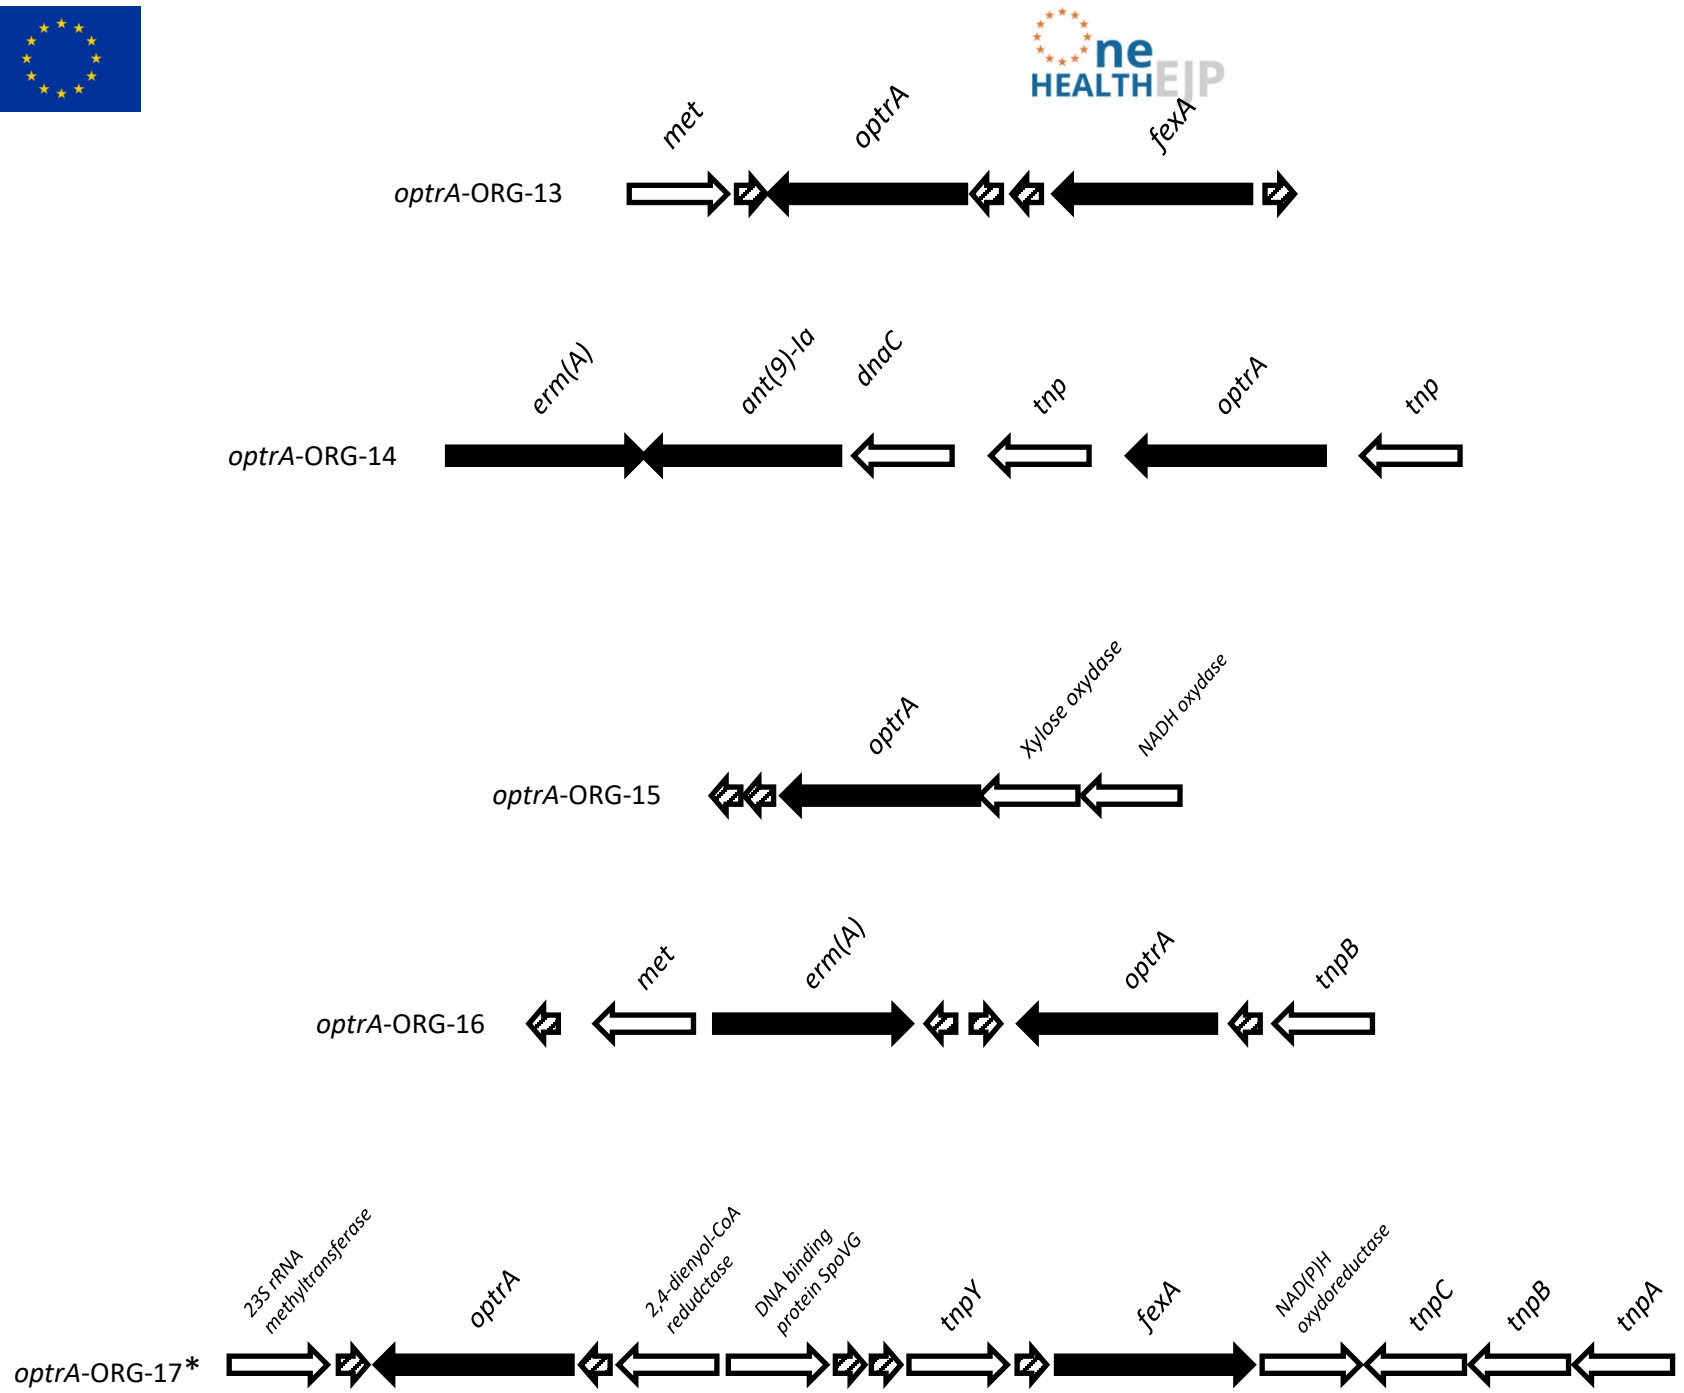 One
HEALTH EJP
met
optrA
fexA
optrA-ORG-13
erm(A)
ant(9)-Ia
dnaC
tnp
optrA
tnp
optrA-ORG-14
optrA
Xylose oxydase
NADH oxydase
optrA-ORG-15
met
erm(A)
optrA
tnpB
optrA-ORG-16
23S rRNA
methyltransferase
optrA
2,4-dienyol-CoA
redudctase
DNA binding
protein SpoVG
tnpY
fexA
NAD(P)H
oxydoreductase
tnpC
tnpB
tnpA
optrA-ORG-17*